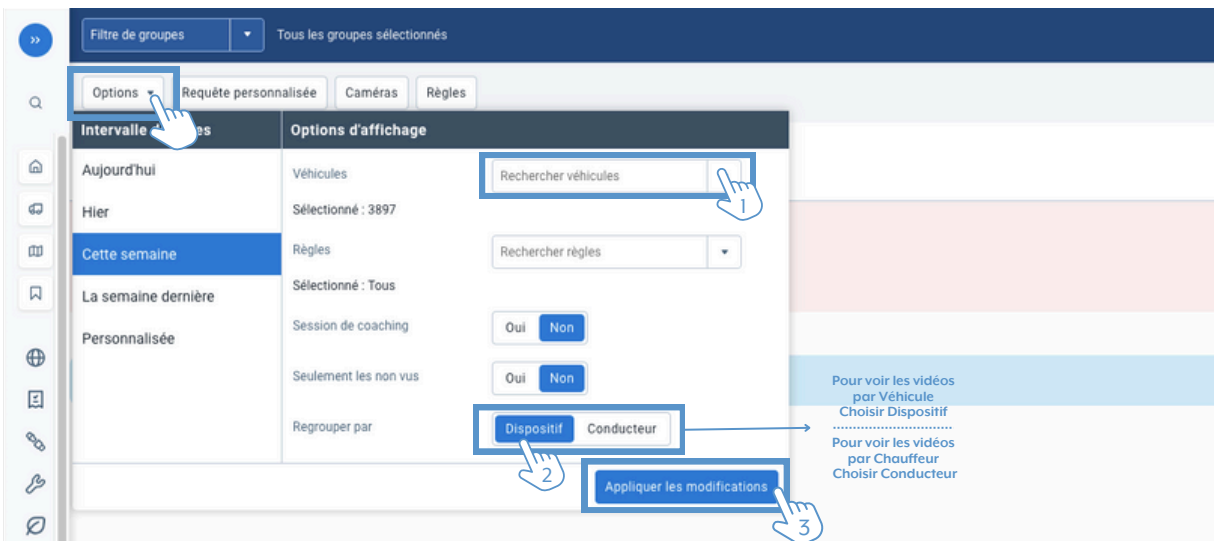 »
Filtre de groupes
Tous les groupes sélectionnés
Options
Requête personnalisée
Caméras
Règles
Intervalle
Options d'affichage
Aujourd'hui
Hier
Cette semaine
La semaine dernière
Personnalisée
Véhicules
Rechercher véhicules
1
Sélectionné : 3897
Règles
Rechercher règles
Sélectionné : Tous
Session de coaching
Oui
Non
Seulement les non vus
Oui
Non
Regrouper par
Dispositif
Conducteur
2
Appliquer les modifications
3
Pour voir les vidéos
par Véhicule
Choisir Dispositif
Pour voir les vidéos
par Chauffeur
Choisir Conducteur